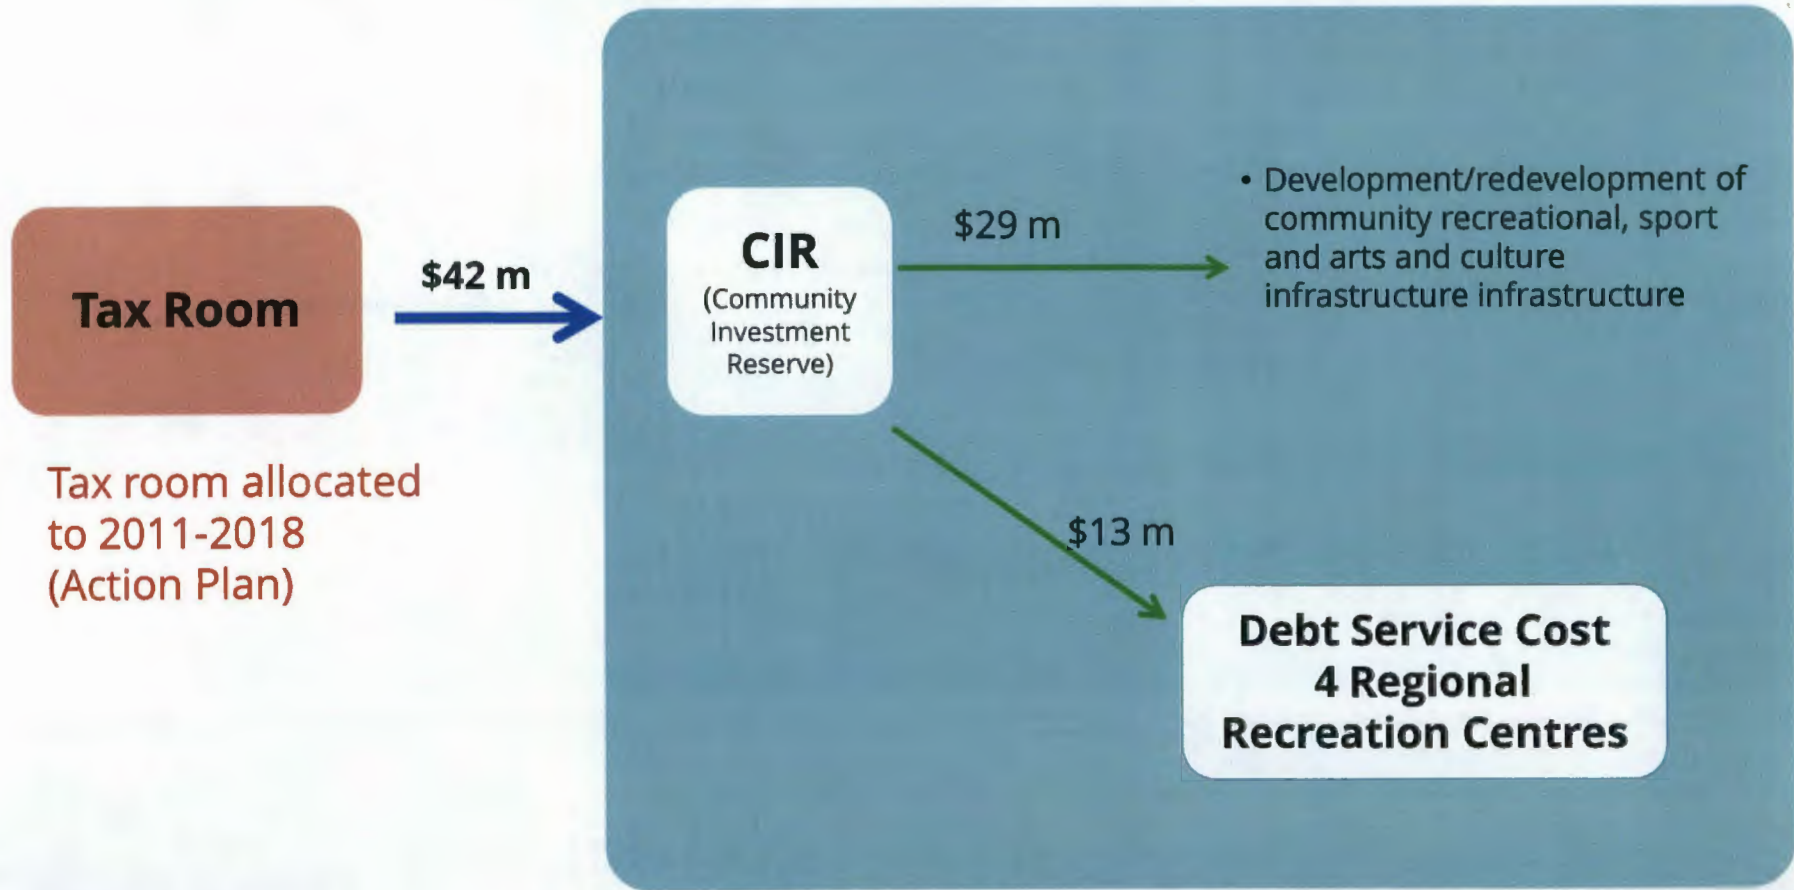 Tax Room
$42 m
Tax room allocated
to 2011-2018
(Action Plan)
CIR
(Community
Investment
Reserve)
$29 m
• Development/redevelopment of
community recreational, sport
and arts and culture
infrastructure infrastructure
$13 m
Debt Service Cost
4 Regional
Recreation Centres